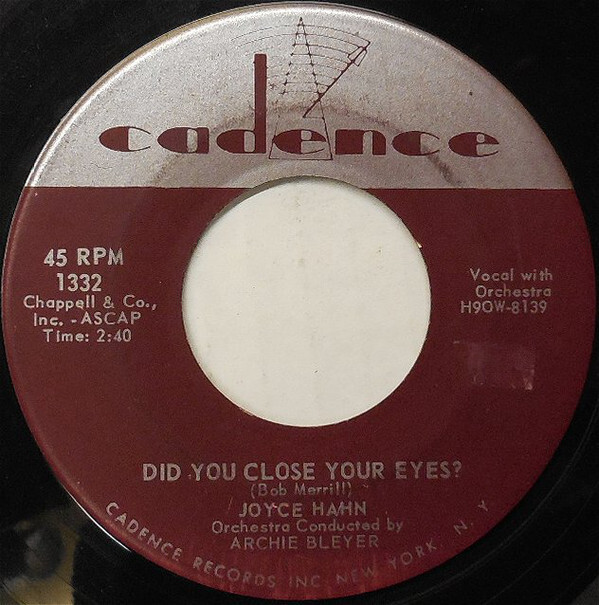 cadence
45 RPM
1332
Chappell & Co.,
Inc. - ASCAP
Time: 2:40
Vocal with
Orchestra
H9OW-8139
DID YOU CLOSE YOUR EYES?
(Bob Merrill)
JOYCE HAHN
Orchestra Conducted by
ARCHIE BLEYER
CADENCE RECORDS INC. NEW YORK, N. Y.